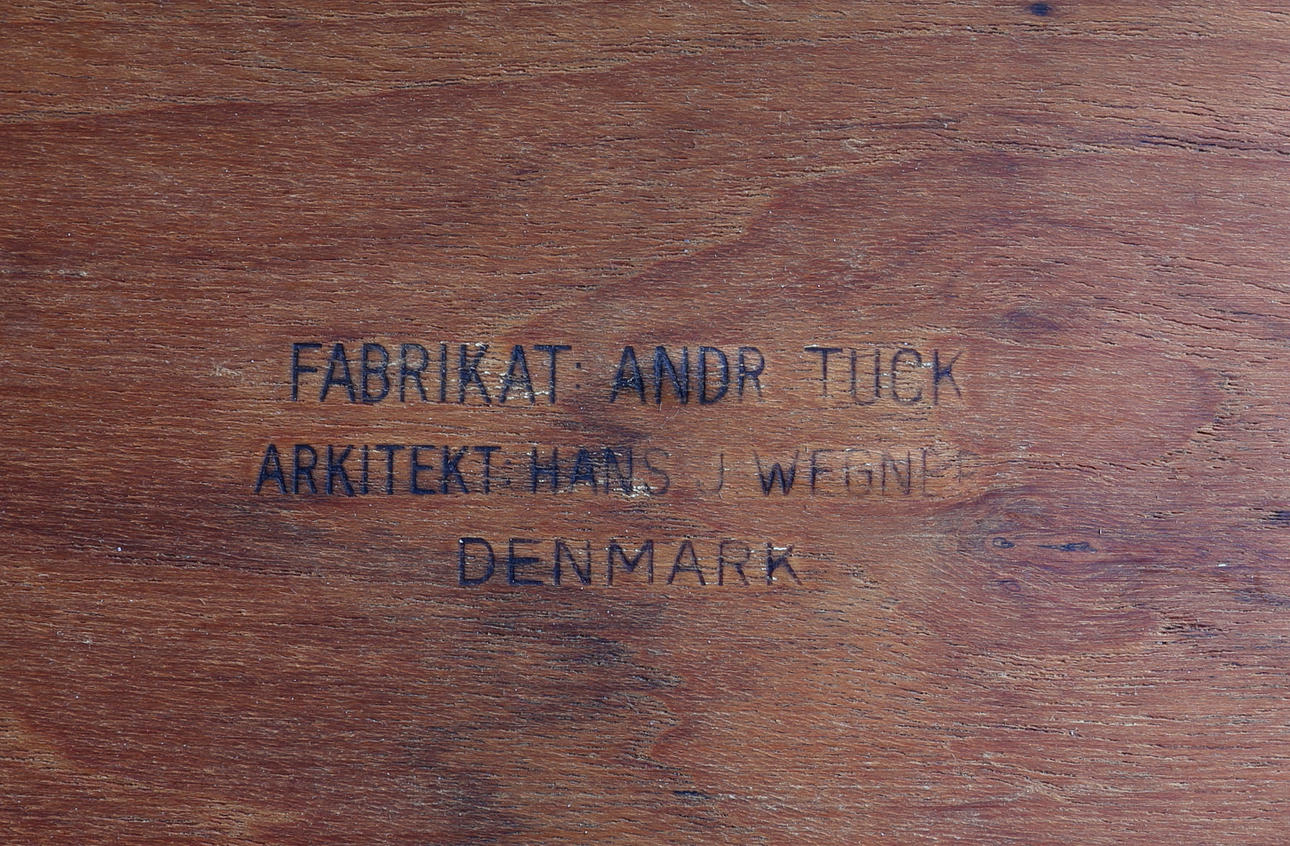 FABRIKAT: ANDR TUCK
ARKITEKT: HANS J WEGNER
DENMARK